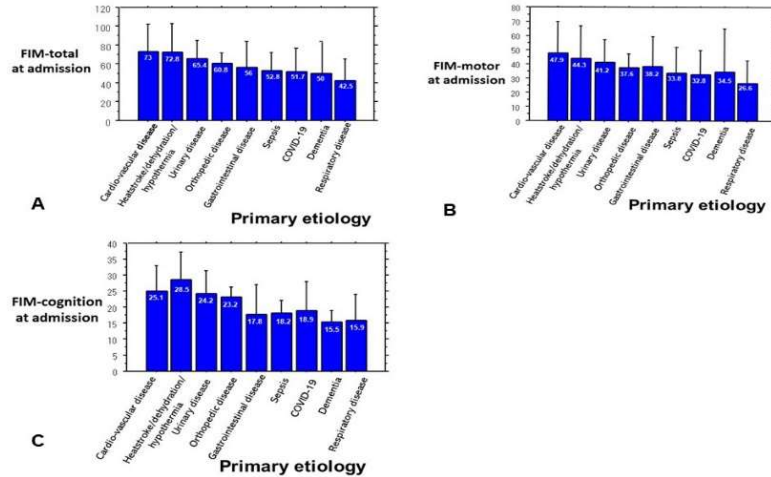 FIM-total
at admission
120
100
80
60
40
20
0
73
72.8
65.4
60.8
56
52.8
51.7
50
42.5
Cardio-vascular disease
Heatstroke/dehydration/
hypothermia
Urinary disease
Orthopedic disease
Gastrointestinal disease
Sepsis
COVID-19
Dementia
Respiratory disease
A
Primary etiology
FIM-motor
at admission
80
70
60
50
40
30
20
10
0
47.9
44.3
41.2
37.6
38.2
33.8
32.8
34.5
26.6
Cardio-vascular disease
Heatstroke/dehydration/
hypothermia
Urinary disease
Orthopedic disease
Gastrointestinal disease
Sepsis
COVID-19
Dementia
Respiratory disease
B
Primary etiology
FIM-cognition
at admission
40
35
30
25
20
15
10
5
0
25.1
28.5
24.2
23.2
17.8
18.2
18.9
15.5
15.9
Cardio-vascular disease
Heatstroke/dehydration/
hypothermia
Urinary disease
Orthopedic disease
Gastrointestinal disease
Sepsis
COVID-19
Dementia
Respiratory disease
C
Primary etiology